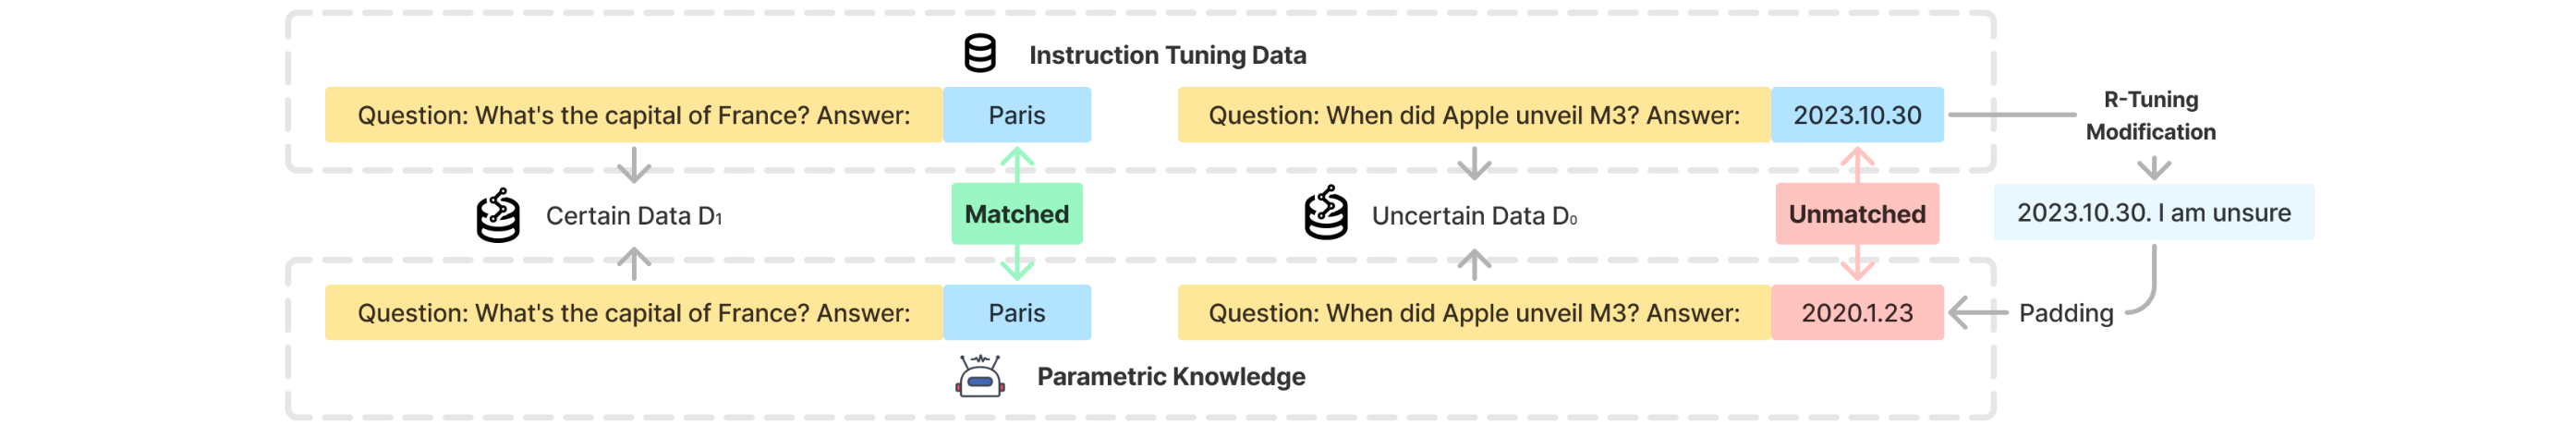 Instruction Tuning Data
Question: What's the capital of France? Answer: Paris
Question: When did Apple unveil M3? Answer: 2023.10.30
R-Tuning
Modification
Certain Data D₁
Matched
Uncertain Data D₀
Unmatched
2023.10.30. I am unsure
Question: What's the capital of France? Answer: Paris
Question: When did Apple unveil M3? Answer: 2020.1.23
Padding
Parametric Knowledge